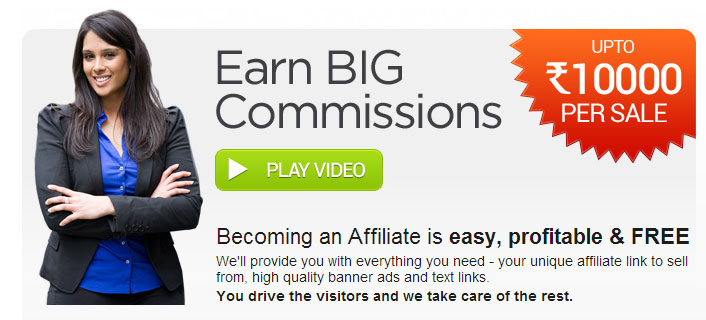 Earn BIG
Commissions
UPTO
₹10000
PER SALE
PLAY VIDEO
Becoming an Affiliate is easy, profitable & FREE
We'll provide you with everything you need - your unique affiliate link to sell
from, high quality banner ads and text links.
You drive the visitors and we take care of the rest.